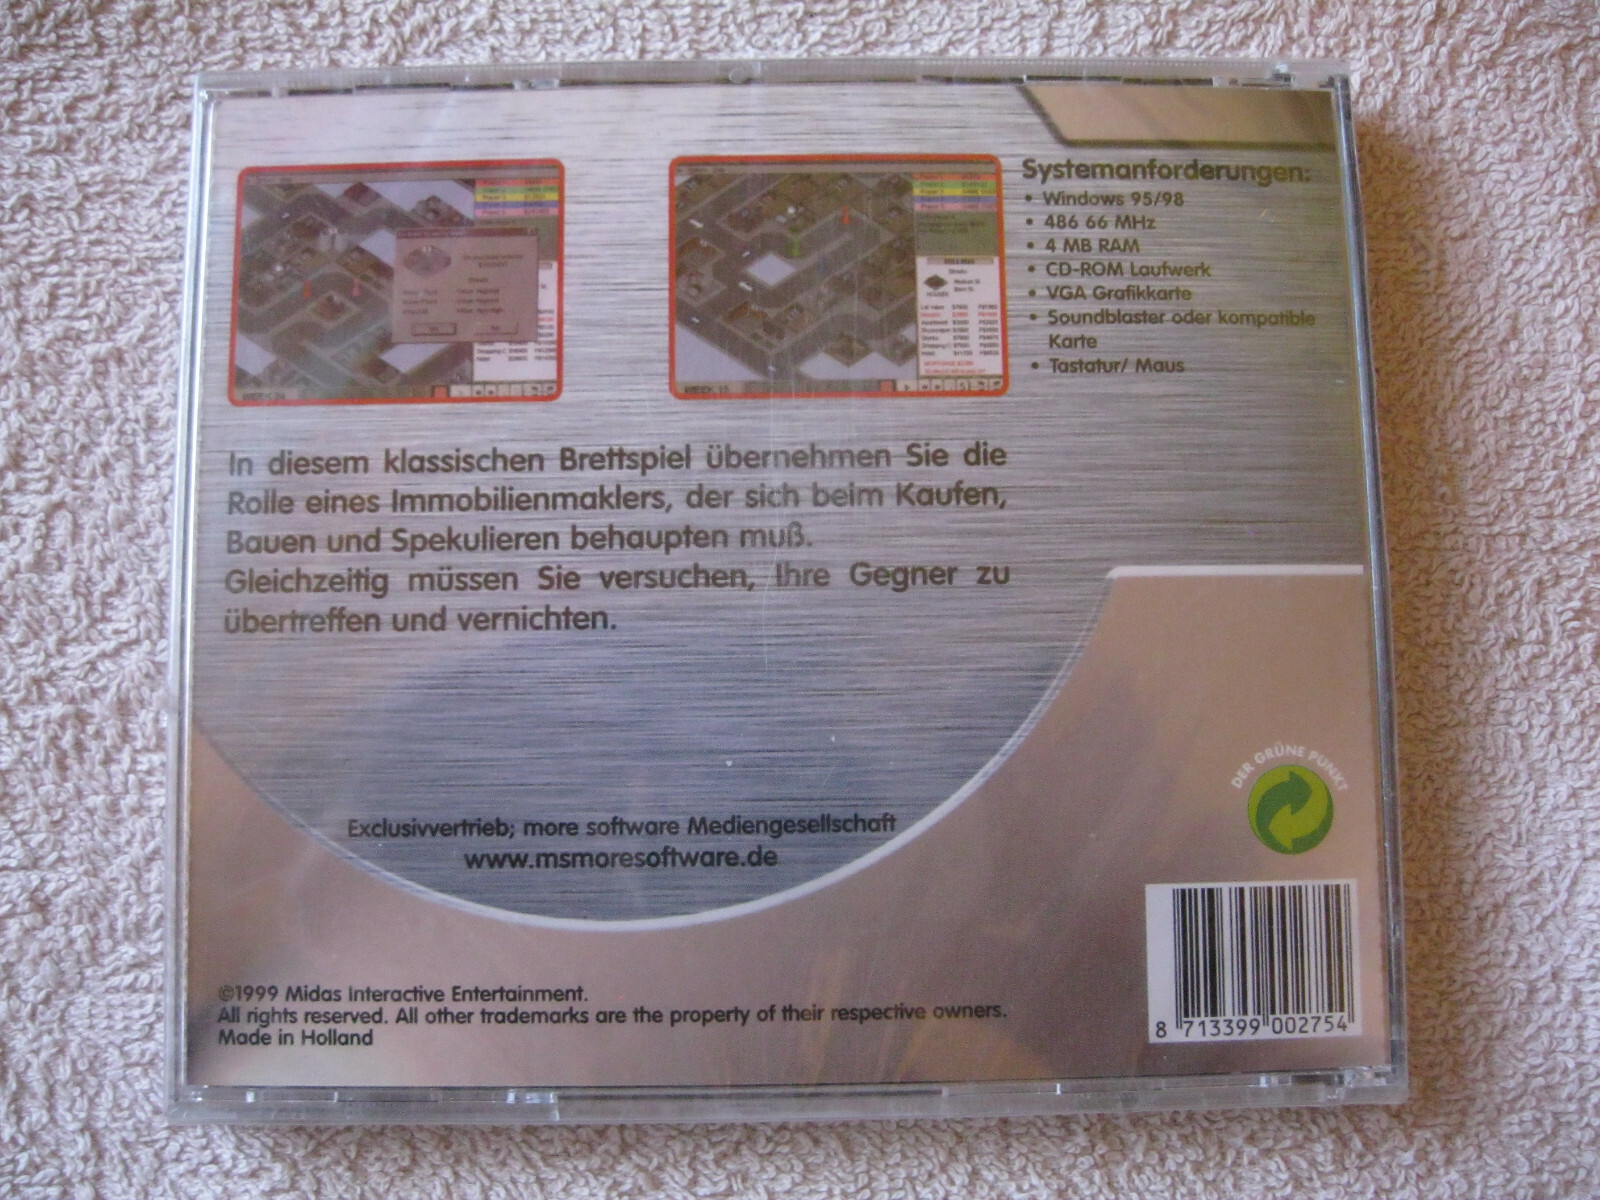 Systemanforderungen:
• Windows 95/98
• 486 66 MHz
• 4 MB RAM
• CD-ROM Laufwerk
• VGA Grafikkarte
• Soundblaster oder kompatible
Karte
• Tastatur/ Maus
In diesem klassischen Brettspiel übernehmen Sie die
Rolle eines Immobilienmaklers, der sich beim Kaufen,
Bauen und Spekulieren behaupten muß.
Gleichzeitig müssen Sie versuchen, Ihre Gegner zu
übertreffen und vernichten.
Exclusivvertrieb; more software Mediengesellschaft
www.msmoresoftware.de
DER GRÜNE PUNKT
©1999 Midas Interactive Entertainment.
All rights reserved. All other trademarks are the property of their respective owners.
Made in Holland
8 713399 002754